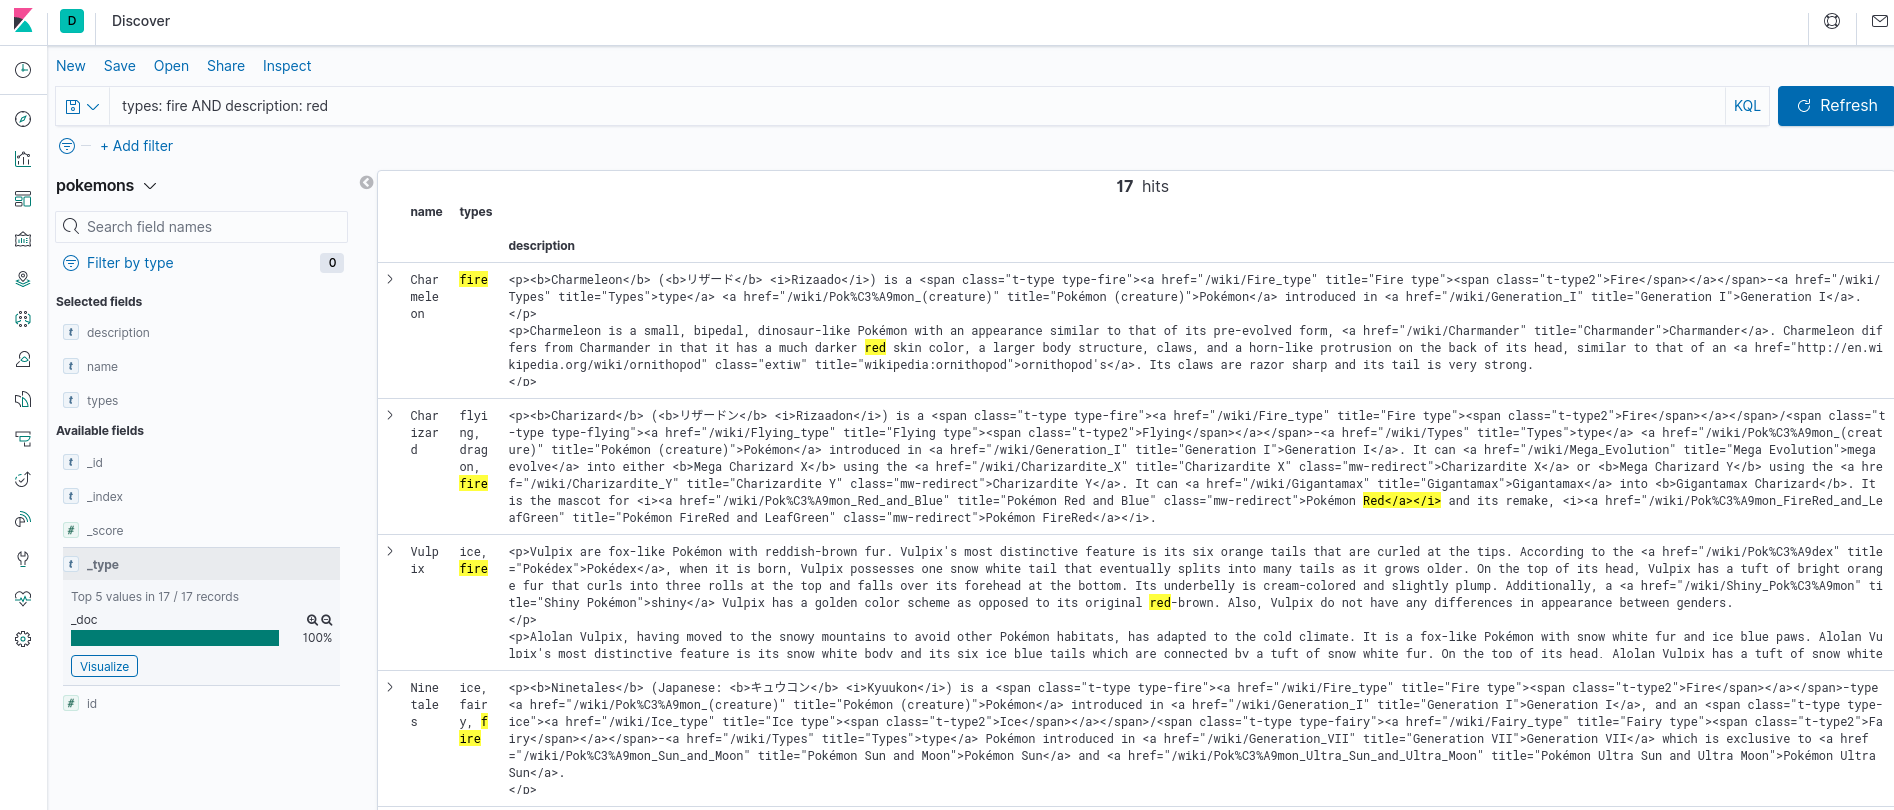 D Discover
New Save Open Share Inspect
types: fire AND description: red KQL Refresh
+ Add filter
pokemons
Search field names
Filter by type 0
Selected fields
t description
t name
t types
Available fields
t _id
t _index
# _score
t _type
Top 5 values in 17 / 17 records
_doc
100%
Visualize
# id
17 hits
name types
description
Char
mele
on
fire
<p><b>Charmeleon</b> (<b>リザード</b> <i>Rizaado</i>) is a <span class="t-type type-fire"><a href="/wiki/Fire_type" title="Fire type"><span class="t-type2">Fire</span></a></span>-<a href="/wiki/
Types" title="Types">type</a> <a href="/wiki/Pok%C3%A9mon_(creature)" title="Pokémon (creature)">Pokémon</a> introduced in <a href="/wiki/Generation_I" title="Generation I">Generation I</a>.
</p>
<p>Charmeleon is a small, bipedal, dinosaur-like Pokémon with an appearance similar to that of its pre-evolved form, <a href="/wiki/Charmander" title="Charmander">Charmander</a>. Charmeleon dif
fers from Charmander in that it has a much darker red skin color, a larger body structure, claws, and a horn-like protrusion on the back of its head, similar to that of an <a href="http://en.wi
kipedia.org/wiki/ornithopod" class="extiw" title="wikipedia:ornithopod">ornithopod's</a>. Its claws are razor sharp and its tail is very strong.
</p>
Char
izar
d
flyi
ng,
drag
on,
fire
<p><b>Charizard</b> (<b>リザードン</b> <i>Rizaadon</i>) is a <span class="t-type type-fire"><a href="/wiki/Fire_type" title="Fire type"><span class="t-type2">Fire</span></a></span>/<span class="t
-type type-flying"><a href="/wiki/Flying_type" title="Flying type"><span class="t-type2">Flying</span></a></span>-<a href="/wiki/Types" title="Types">type</a> <a href="/wiki/Pok%C3%A9mon_(creat
ure)" title="Pokémon (creature)">Pokémon</a> introduced in <a href="/wiki/Generation_I" title="Generation I">Generation I</a>. It can <a href="/wiki/Mega_Evolution" title="Mega Evolution">mega
evolve</a> into either <b>Mega Charizard X</b> using the <a href="/wiki/Charizardite_X" title="Charizardite X" class="mw-redirect">Charizardite X</a> or <b>Mega Charizard Y</b> using the <a hre
f="/wiki/Charizardite_Y" title="Charizardite Y" class="mw-redirect">Charizardite Y</a>. It can <a href="/wiki/Gigantamax" title="Gigantamax">Gigantamax</a> into <b>Gigantamax Charizard</b>. It
is the mascot for <i><a href="/wiki/Pok%C3%A9mon_Red_and_Blue" title="Pokémon Red and Blue" class="mw-redirect">Pokémon Red</a></i> and its remake, <i><a href="/wiki/Pok%C3%A9mon_FireRed_and_Le
afGreen" title="Pokémon FireRed and LeafGreen" class="mw-redirect">Pokémon FireRed</a></i>.
Vulp
ix
ice,
fire
<p>Vulpix are fox-like Pokémon with reddish-brown fur. Vulpix's most distinctive feature is its six orange tails that are curled at the tips. According to the <a href="/wiki/Pok%C3%A9dex" title
="Pokédex">Pokédex</a>, when it is born, Vulpix possesses one snow white tail that eventually splits into many tails as it grows older. On the top of its head, Vulpix has a tuft of bright orang
e fur that curls into three rolls at the top and falls over its forehead at the bottom. Its underbelly is cream-colored and slightly plump. Additionally, a <a href="/wiki/Shiny_Pok%C3%A9mon" ti
tle="Shiny Pokémon">shiny</a> Vulpix has a golden color scheme as opposed to its original red-brown. Also, Vulpix do not have any differences in appearance between genders.
</p>
<p>Alolan Vulpix, having moved to the snowy mountains to avoid other Pokémon habitats, has adapted to the cold climate. It is a fox-like Pokémon with snow white fur and ice blue paws. Alolan Vu
lpix's most distinctive feature is its snow white body and its six ice blue tails which are connected by a tuft of snow white fur. On the top of its head, Alolan Vulpix has a tuft of snow white
Nine
tale
s
ice,
fair
y, f
ire
<p><b>Ninetales</b> (Japanese: <b>キュウコン</b> <i>Kyuukon</i>) is a <span class="t-type type-fire"><a href="/wiki/Fire_type" title="Fire type"><span class="t-type2">Fire</span></a></span>-type
<a href="/wiki/Pok%C3%A9mon_(creature)" title="Pokémon (creature)">Pokémon</a> introduced in <a href="/wiki/Generation_I" title="Generation I">Generation I</a>, and an <span class="t-type type-
ice"><a href="/wiki/Ice_type" title="Ice type"><span class="t-type2">Ice</span></a></span>/<span class="t-type type-fairy"><a href="/wiki/Fairy_type" title="Fairy type"><span class="t-type2">Fa
iry</span></a></span>-<a href="/wiki/Types" title="Types">type</a> Pokémon introduced in <a href="/wiki/Generation_VII" title="Generation VII">Generation VII</a> which is exclusive to <a href
="/wiki/Pok%C3%A9mon_Sun_and_Moon" title="Pokémon Sun and Moon">Pokémon Sun</a> and <a href="/wiki/Pok%C3%A9mon_Ultra_Sun_and_Ultra_Moon" title="Pokémon Ultra Sun and Ultra Moon">Pokémon Ultra
Sun</a>.
</p>